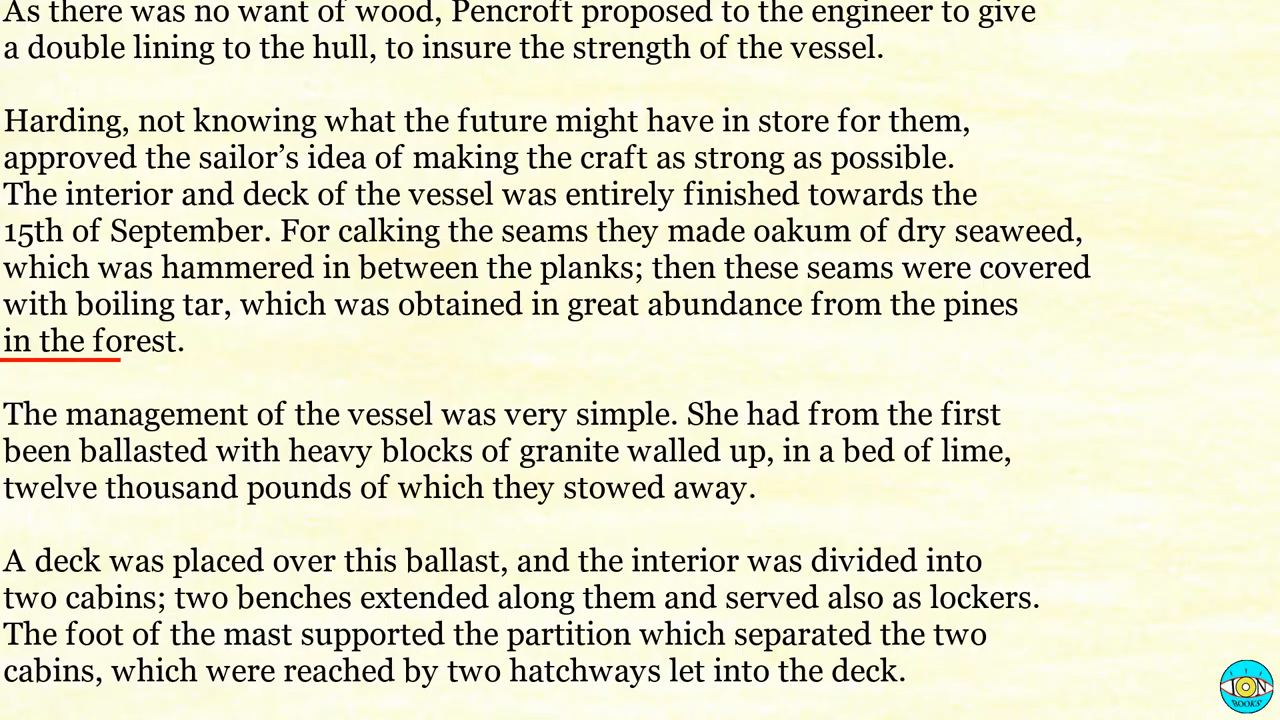 As there was no want of wood, Pencroft proposed to the engineer to give
a double lining to the hull, to insure the strength of the vessel.
Harding, not knowing what the future might have in store for them,
approved the sailor’s idea of making the craft as strong as possible.
The interior and deck of the vessel was entirely finished towards the
15th of September. For calking the seams they made oakum of dry seaweed,
which was hammered in between the planks; then these seams were covered
with boiling tar, which was obtained in great abundance from the pines
in the forest.
The management of the vessel was very simple. She had from the first
been ballasted with heavy blocks of granite walled up, in a bed of lime,
twelve thousand pounds of which they stowed away.
A deck was placed over this ballast, and the interior was divided into
two cabins; two benches extended along them and served also as lockers.
The foot of the mast supported the partition which separated the two
cabins, which were reached by two hatchways let into the deck.
ION
BOOKS